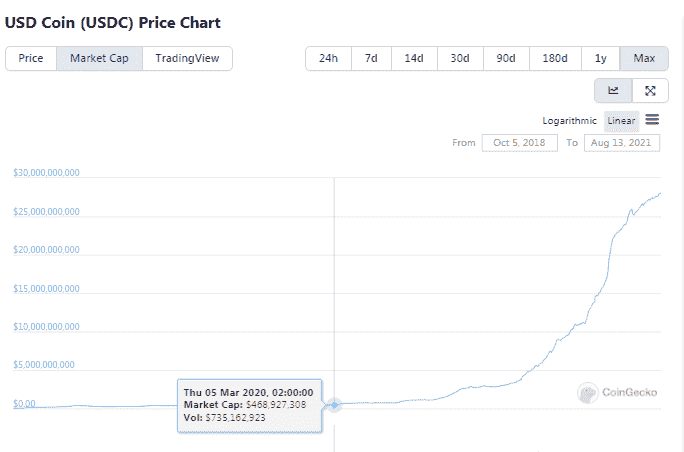 USD Coin (USDC) Price Chart
Price Market Cap TradingView 24h 7d 14d 30d 90d 180d 1y Max
Logarithmic Linear
From Oct 5, 2018 To Aug 13, 2021
$30,000,000,000
$25,000,000,000
$20,000,000,000
$15,000,000,000
$10,000,000,000
$5,000,000,000
$0.00
Thu 05 Mar 2020, 02:00:00
Market Cap: $468,927,308
Vol: $735,162,923
CoinGecko